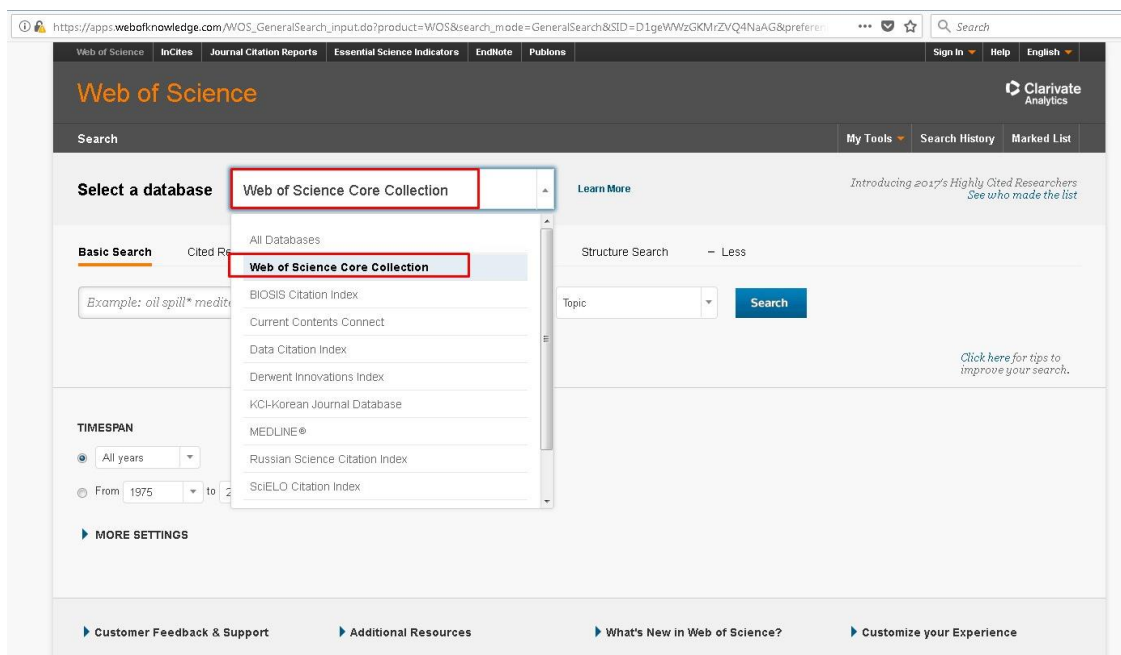 https://apps.webofknowledge.com/WOS_GeneralSearch_input.do?product=WOS&search_mode=GeneralSearch&SID=D1geWWzGKMrZVQ4NaAG&preferen
Search
Web of Science InCites Journal Citation Reports Essential Science Indicators EndNote Publons Sign In Help English
Web of Science
Clarivate
Analytics
Search My Tools Search History Marked List
Select a database Web of Science Core Collection Learn More
Introducing 2017's Highly Cited Researchers
See who made the list
All Databases
Basic Search Cited Re Structure Search – Less
Web of Science Core Collection
Example: oil spill* medite BIOSIS Citation Index Topic Search
Current Contents Connect
Data Citation Index
Click here for tips to
improve your search.
Derwent Innovations Index
KCI-Korean Journal Database
TIMESPAN
MEDLINE®
All years Russian Science Citation Index
From 1975 to 2 SciELO Citation Index
MORE SETTINGS
Customer Feedback & Support Additional Resources What's New in Web of Science? Customize your Experience